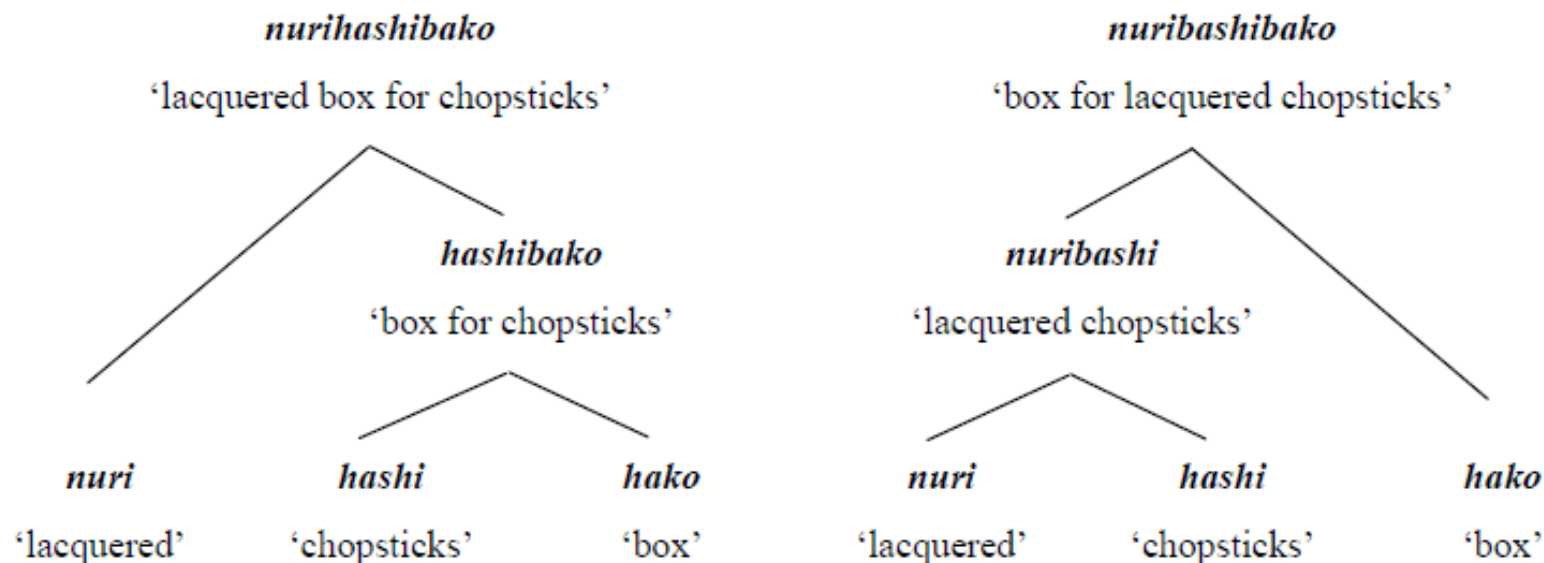 nurihashibako nuribashibako
‘lacquered box for chopsticks’ ‘box for lacquered chopsticks’
hashibako nuribashi
‘box for chopsticks’ ‘lacquered chopsticks’
nuri hashi hako nuri hashi hako
‘lacquered’ ‘chopsticks’ ‘box’ ‘lacquered’ ‘chopsticks’ ‘box’